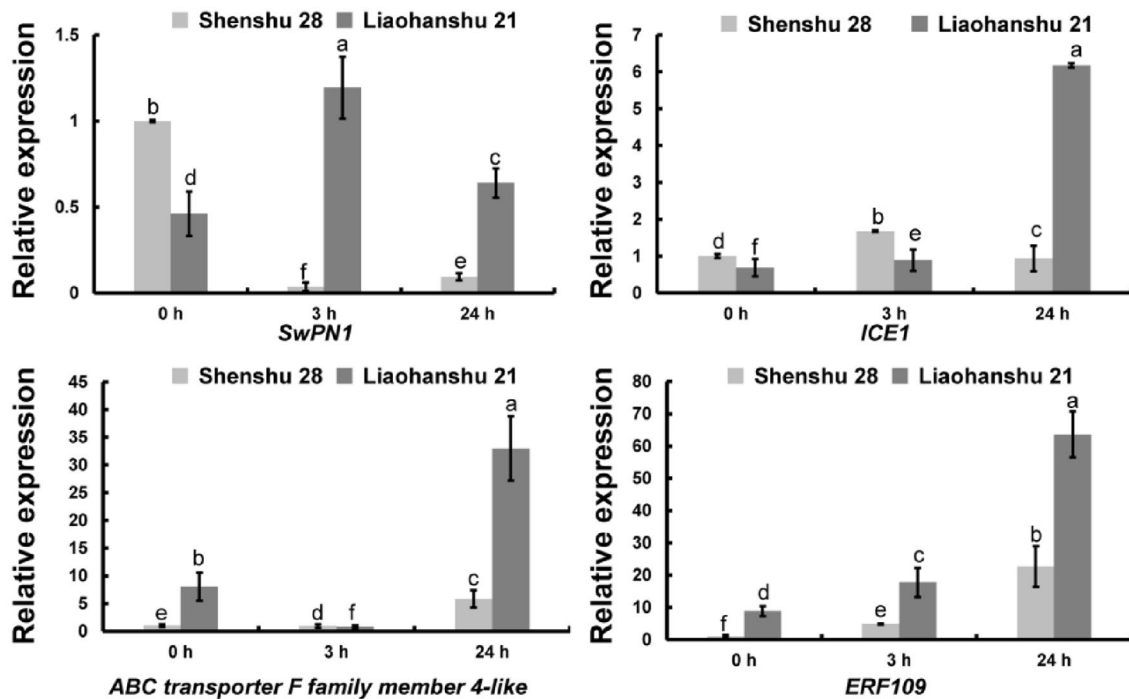 Shenshu 28 Liaohanshu 21
Relative expression
1.5
1
0.5
0
b
d
f
a
e
c
0 h 3 h 24 h
SwPN1
Shenshu 28 Liaohanshu 21
Relative expression
7
6
5
4
3
2
1
0
d
f
b
e
c
a
0 h 3 h 24 h
ICE1
Shenshu 28 Liaohanshu 21
Relative expression
45
40
35
30
25
20
15
10
5
0
e
b
d
f
c
a
0 h 3 h 24 h
ABC transporter F family member 4-like
Shenshu 28 Liaohanshu 21
Relative expression
80
70
60
50
40
30
20
10
0
f
d
e
c
b
a
0 h 3 h 24 h
ERF109